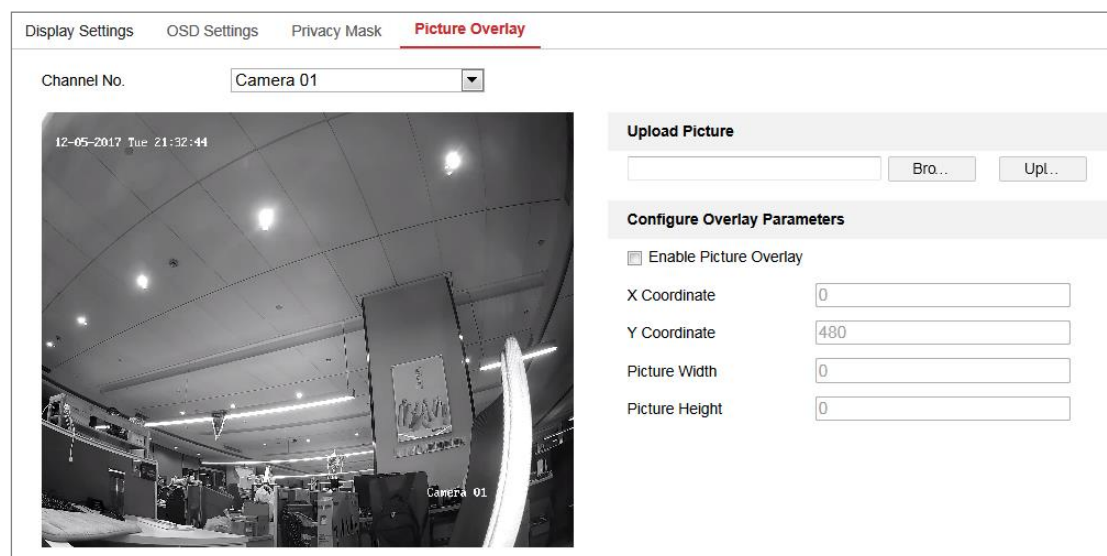 Display Settings OSD Settings Privacy Mask Picture Overlay
Channel No. Camera 01
12-05-2017 Tue 21:32:44
Camera 01
Upload Picture
Bro... Upl...
Configure Overlay Parameters
Enable Picture Overlay
X Coordinate 0
Y Coordinate 480
Picture Width 0
Picture Height 0